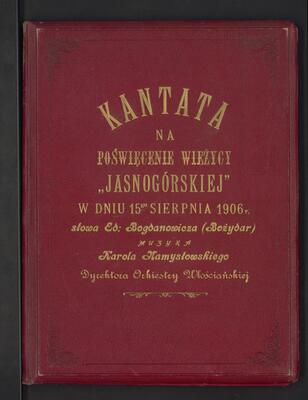 KANTATA
NA
POŚWIĘCENIE WIEŻYCY
„JASNOGÓRSKIEJ”
W DNIU 15go SIERPNIA 1906 r.
słowa Ed: Bogdanowicza (Bożydar)
MUZYKA
Karola Namysłowskiego
Dyrektora Orkiestry Włościańskiej